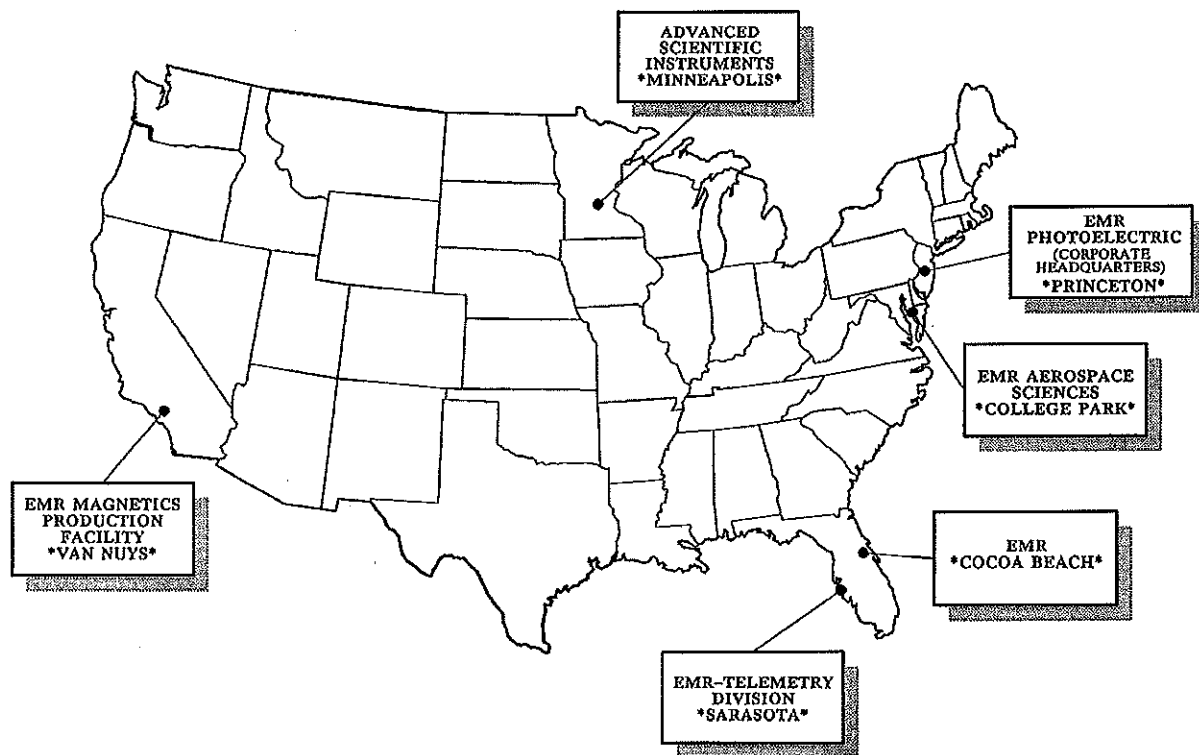 ADVANCED
SCIENTIFIC
INSTRUMENTS
*MINNEAPOLIS*
EMR
PHOTOELECTRIC
(CORPORATE
HEADQUARTERS)
*PRINCETON*
EMR AEROSPACE
SCIENCES
*COLLEGE PARK*
EMR MAGNETICS
PRODUCTION
FACILITY
*VAN NUYS*
EMR
*COCOA BEACH*
EMR-TELEMETRY
DIVISION
*SARASOTA*